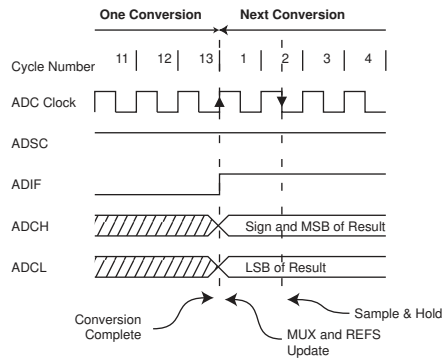 One Conversion Next Conversion
Cycle Number 11 12 13 1 2 3 4
ADC Clock
ADSC
ADIF
ADCH Sign and MSB of Result
ADCL LSB of Result
Conversion Complete
MUX and REFS Update
Sample & Hold